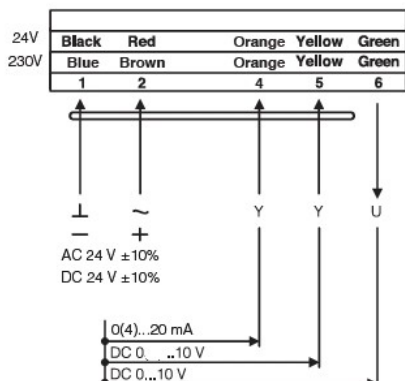 24V Black Red Orange Yellow Green
230V Blue Brown Orange Yellow Green
1 2 4 5 6
⊥ ~ Y Y U
− +
AC 24 V ±10%
DC 24 V ±10%
0(4)...20 mA
DC 0. ...10 V
DC 0...10 V